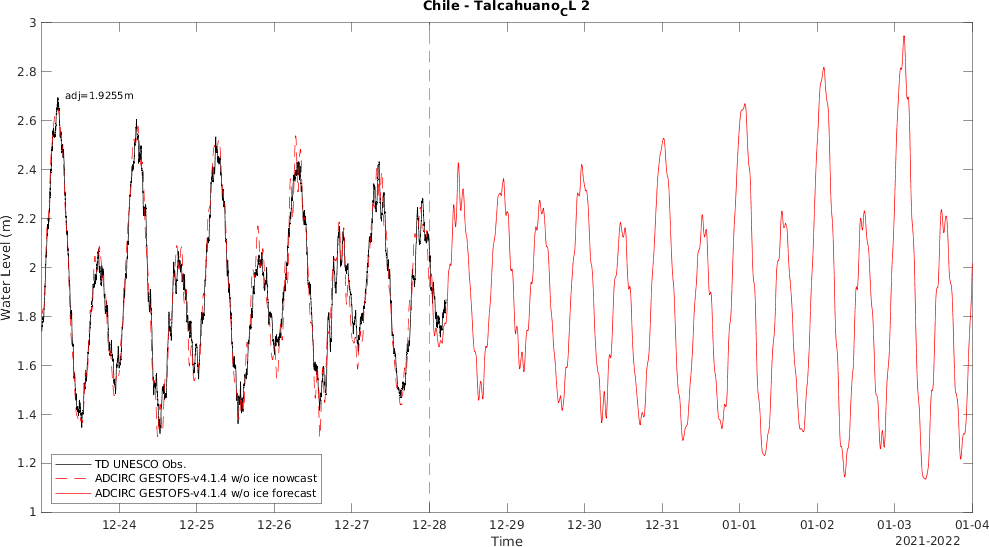 Chile - Talcahuano_CL 2
3
2.8
2.6
2.4
2.2
2
1.8
1.6
1.4
1.2
1
Water Level (m)
adj=1.9255m
TD UNESCO Obs.
ADCIRC GESTOFS-v4.1.4 w/o ice nowcast
ADCIRC GESTOFS-v4.1.4 w/o ice forecast
12-24 12-25 12-26 12-27 12-28 12-29 12-30 12-31 01-01 01-02 01-03 01-04
Time
2021-2022